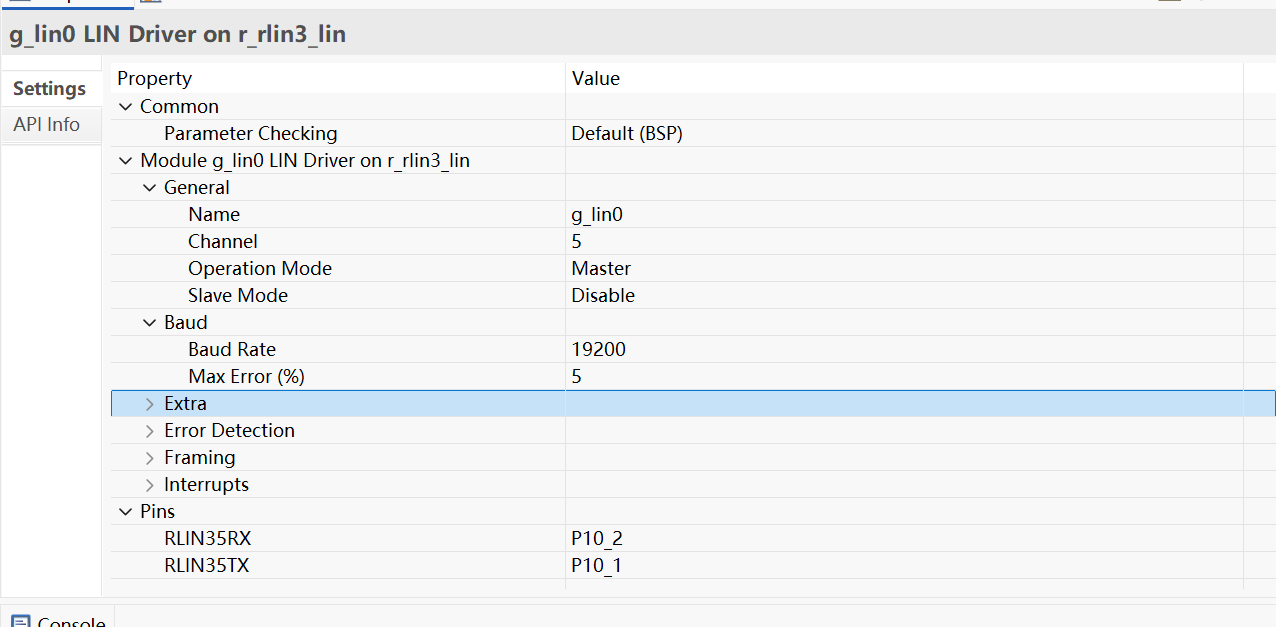 g_lin0 LIN Driver on r_rlin3_lin
Settings
API Info
Property Value
Common
Parameter Checking Default (BSP)
Module g_lin0 LIN Driver on r_rlin3_lin
General
Name g_lin0
Channel 5
Operation Mode Master
Slave Mode Disable
Baud
Baud Rate 19200
Max Error (%) 5
Extra
Error Detection
Framing
Interrupts
Pins
RLIN35RX P10_2
RLIN35TX P10_1
Console